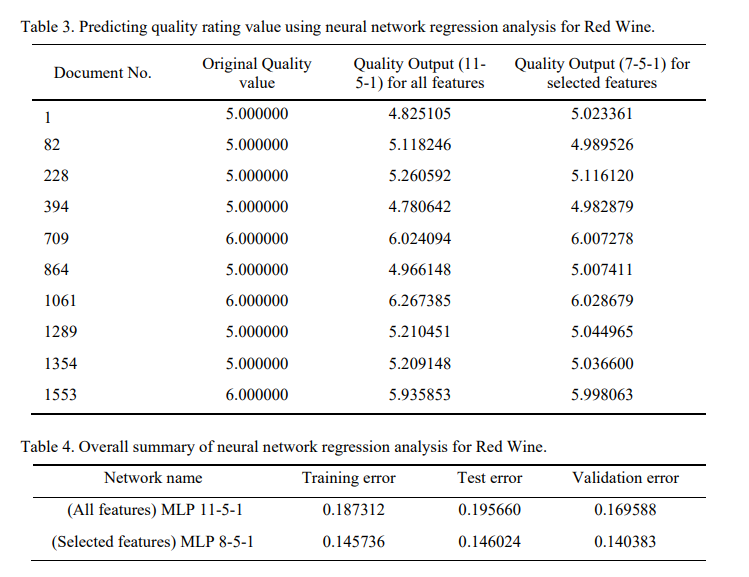 Table 3. Predicting quality rating value using neural network regression analysis for Red Wine.
Document No. Original Quality value Quality Output (11-5-1) for all features Quality Output (7-5-1) for selected features
1 5.000000 4.825105 5.023361
82 5.000000 5.118246 4.989526
228 5.000000 5.260592 5.116120
394 5.000000 4.780642 4.982879
709 6.000000 6.024094 6.007278
864 5.000000 4.966148 5.007411
1061 6.000000 6.267385 6.028679
1289 5.000000 5.210451 5.044965
1354 5.000000 5.209148 5.036600
1553 6.000000 5.935853 5.998063
Table 4. Overall summary of neural network regression analysis for Red Wine.
Network name Training error Test error Validation error
(All features) MLP 11-5-1 0.187312 0.195660 0.169588
(Selected features) MLP 8-5-1 0.145736 0.146024 0.140383